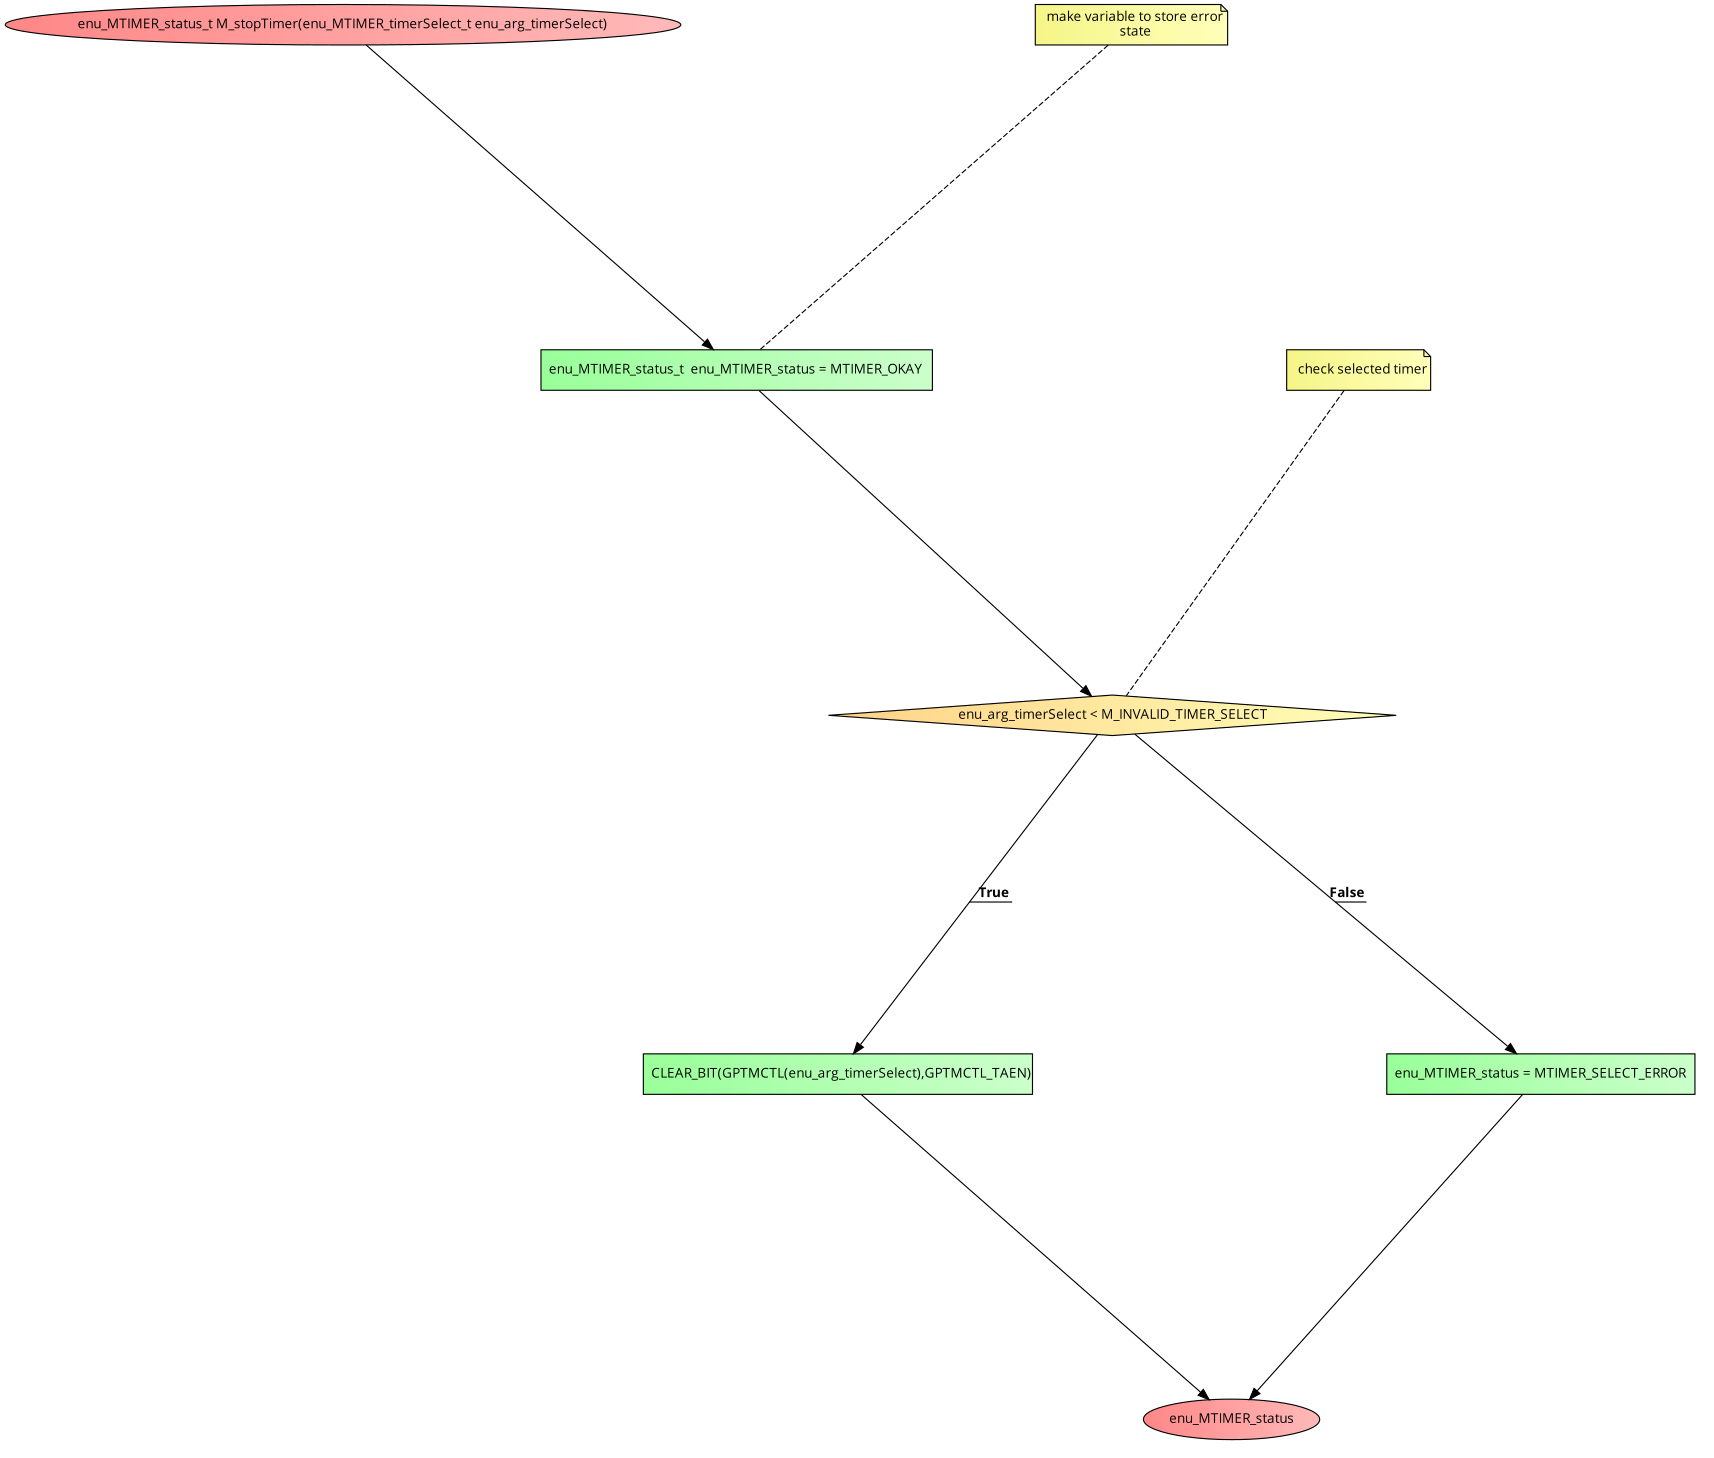 enu_MTIMER_status_t M_stopTimer(enu_MTIMER_timerSelect_t enu_arg_timerSelect)
make variable to store error
state
enu_MTIMER_status_t  enu_MTIMER_status = MTIMER_OKAY
check selected timer
enu_arg_timerSelect < M_INVALID_TIMER_SELECT
True
False
CLEAR_BIT(GPTMCTL(enu_arg_timerSelect),GPTMCTL_TAEN)
enu_MTIMER_status = MTIMER_SELECT_ERROR
enu_MTIMER_status